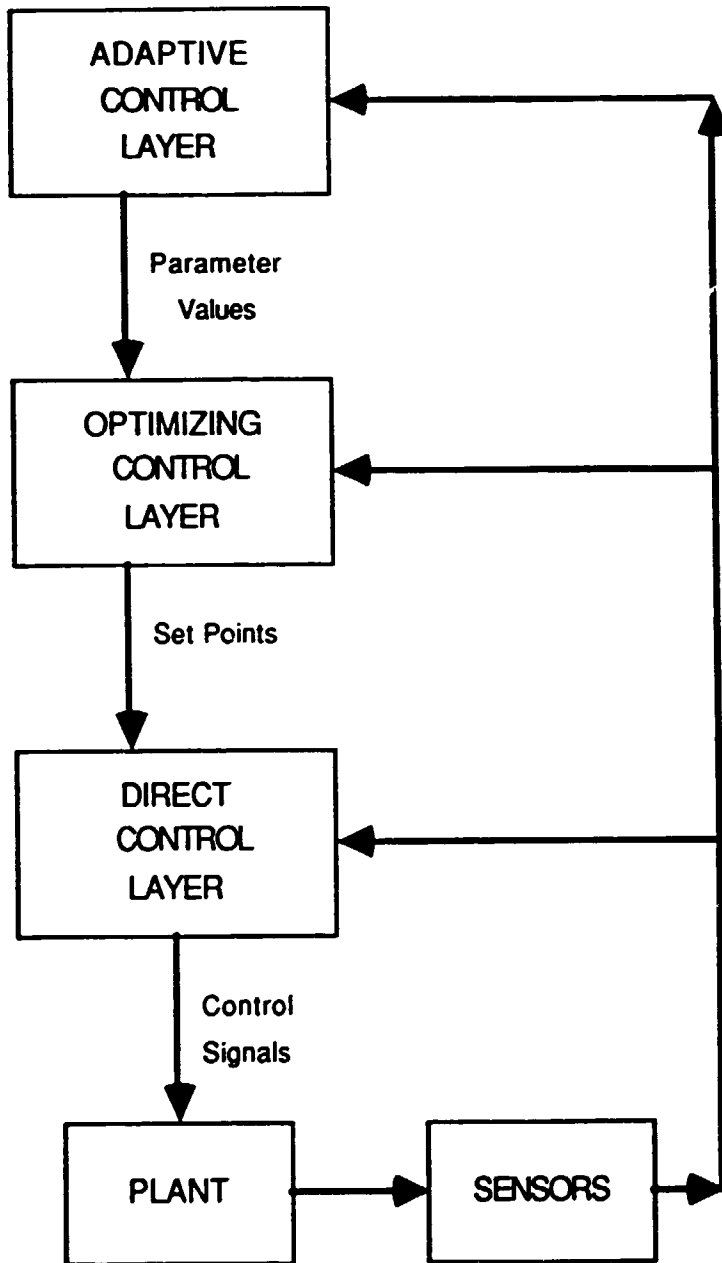 ADAPTIVE
CONTROL
LAYER
Parameter
Values
OPTIMIZING
CONTROL
LAYER
Set Points
DIRECT
CONTROL
LAYER
Control
Signals
PLANT
SENSORS